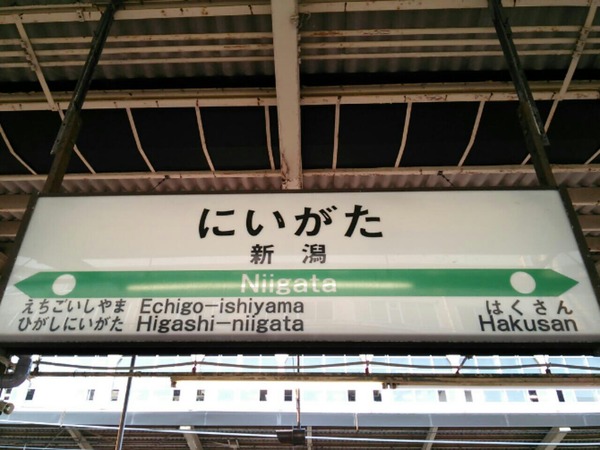 にいがた
新潟
Niigata
えちごいしやま Echigo-ishiyama
ひがしにいがた Higashi-niigata
はくさん
Hakusan